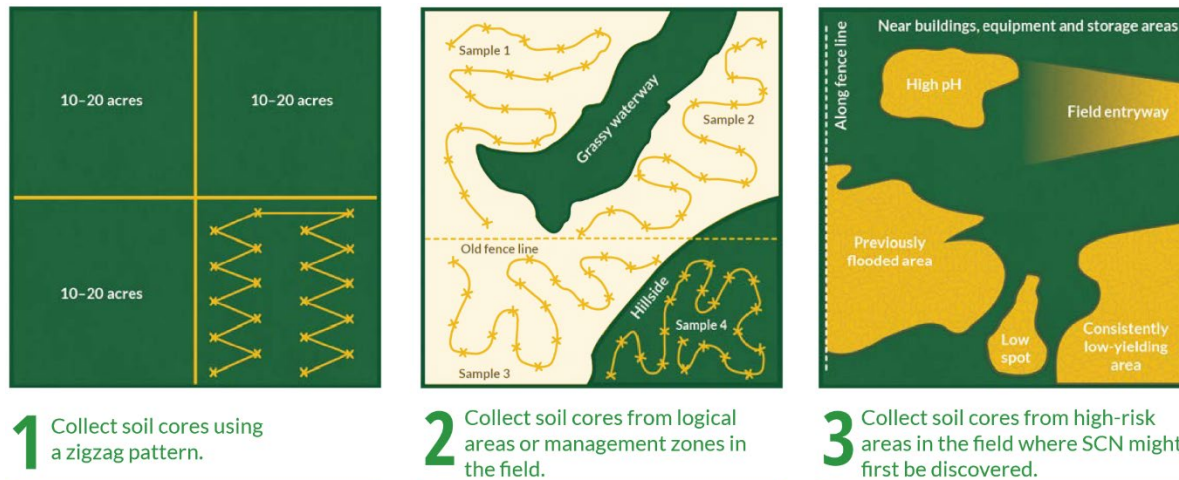 10–20 acres
10–20 acres
10–20 acres
1 Collect soil cores using
a zigzag pattern.
Sample 1
Grassy waterway
Sample 2
Old fence line
Hillside
Sample 4
Sample 3
2 Collect soil cores from logical
areas or management zones in
the field.
Near buildings, equipment and storage areas
Along fence line
High pH
Field entryway
Previously
flooded area
Low
spot
Consistently
low-yielding
area
3 Collect soil cores from high-risk
areas in the field where SCN might
first be discovered.